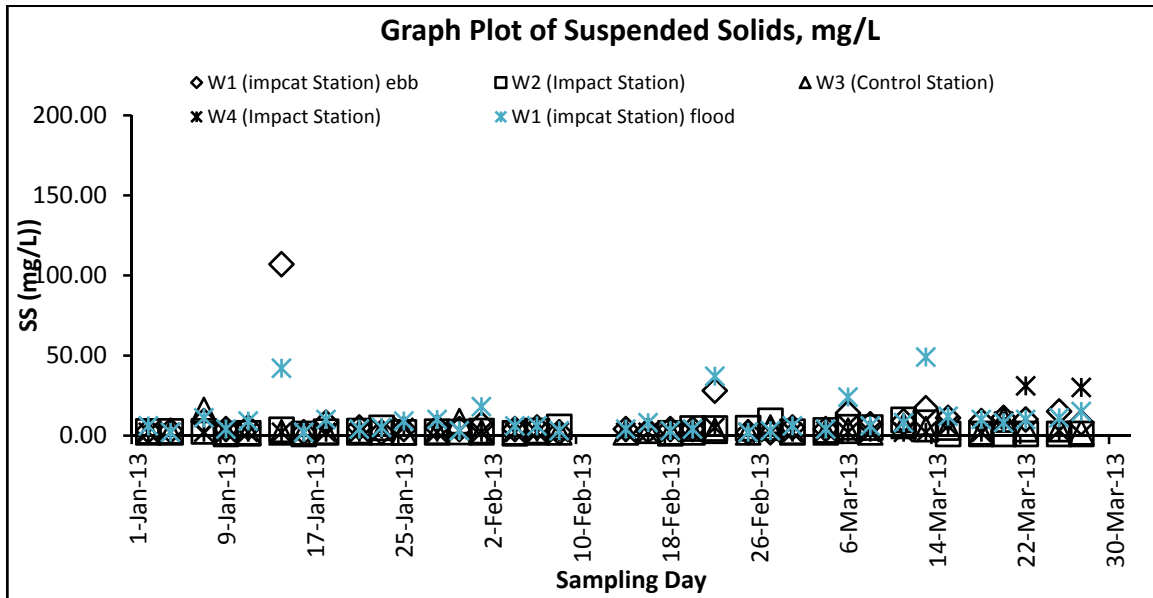 Graph Plot of Suspended Solids, mg/L
W1 (impcat Station) ebb
W2 (Impact Station)
W3 (Control Station)
W4 (Impact Station)
W1 (impcat Station) flood
200.00
150.00
100.00
50.00
0.00
SS (mg/L))
1-Jan-13
9-Jan-13
17-Jan-13
25-Jan-13
2-Feb-13
10-Feb-13
18-Feb-13
26-Feb-13
6-Mar-13
14-Mar-13
22-Mar-13
30-Mar-13
Sampling Day